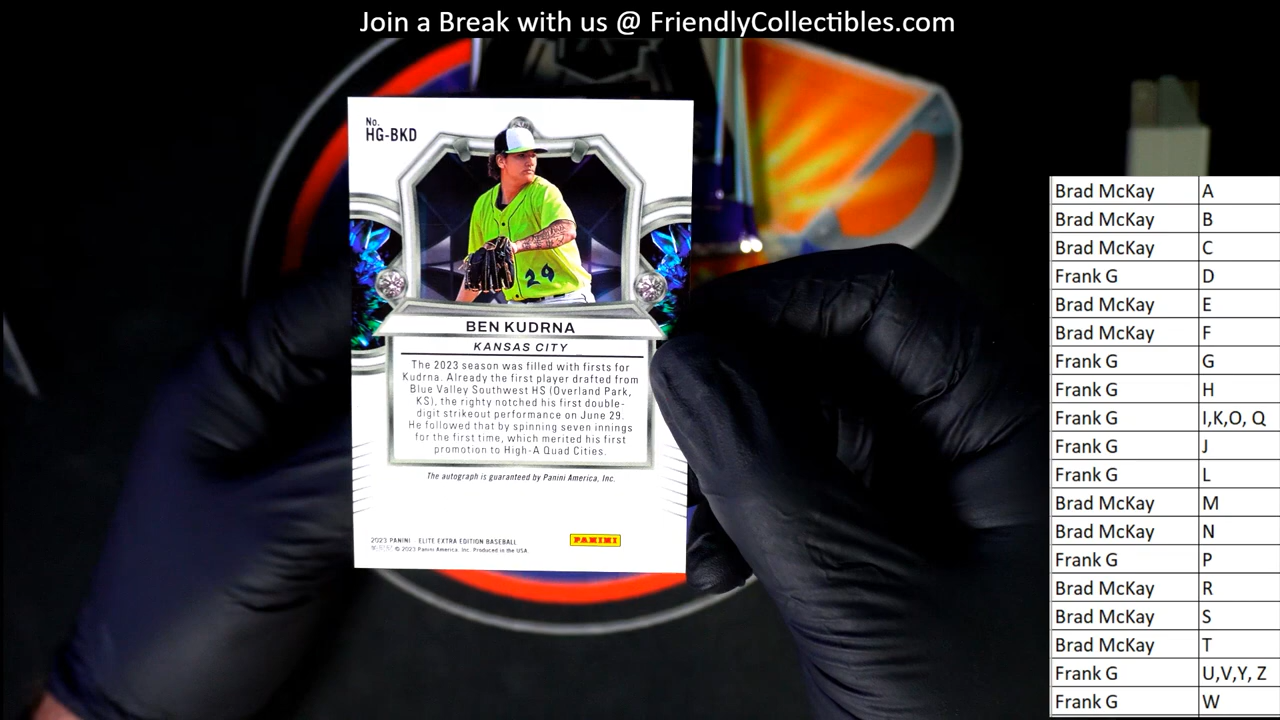 Join a Break with us @ FriendlyCollectibles.com
No.
HG-BKD
29
BEN KUDRNA
KANSAS CITY
The 2023 season was filled with firsts for
Kudrna. Already the first player drafted from
Blue Valley Southwest HS (Overland Park,
KS), the righty notched his first double-
digit strikeout performance on June 29.
He followed that by spinning seven innings
for the first time, which merited his first
promotion to High-A Quad Cities.
The autograph is guaranteed by Panini America, Inc.
2023 PANINI - ELITE EXTRA EDITION BASEBALL
© 2023 Panini America, Inc. Produced in the USA.
PANINI
Brad McKay A
Brad McKay B
Brad McKay C
Frank G D
Brad McKay E
Brad McKay F
Frank G G
Frank G H
Frank G I,K,O, Q
Frank G J
Frank G L
Brad McKay M
Brad McKay N
Frank G P
Brad McKay R
Brad McKay S
Brad McKay T
Frank G U,V,Y, Z
Frank G W